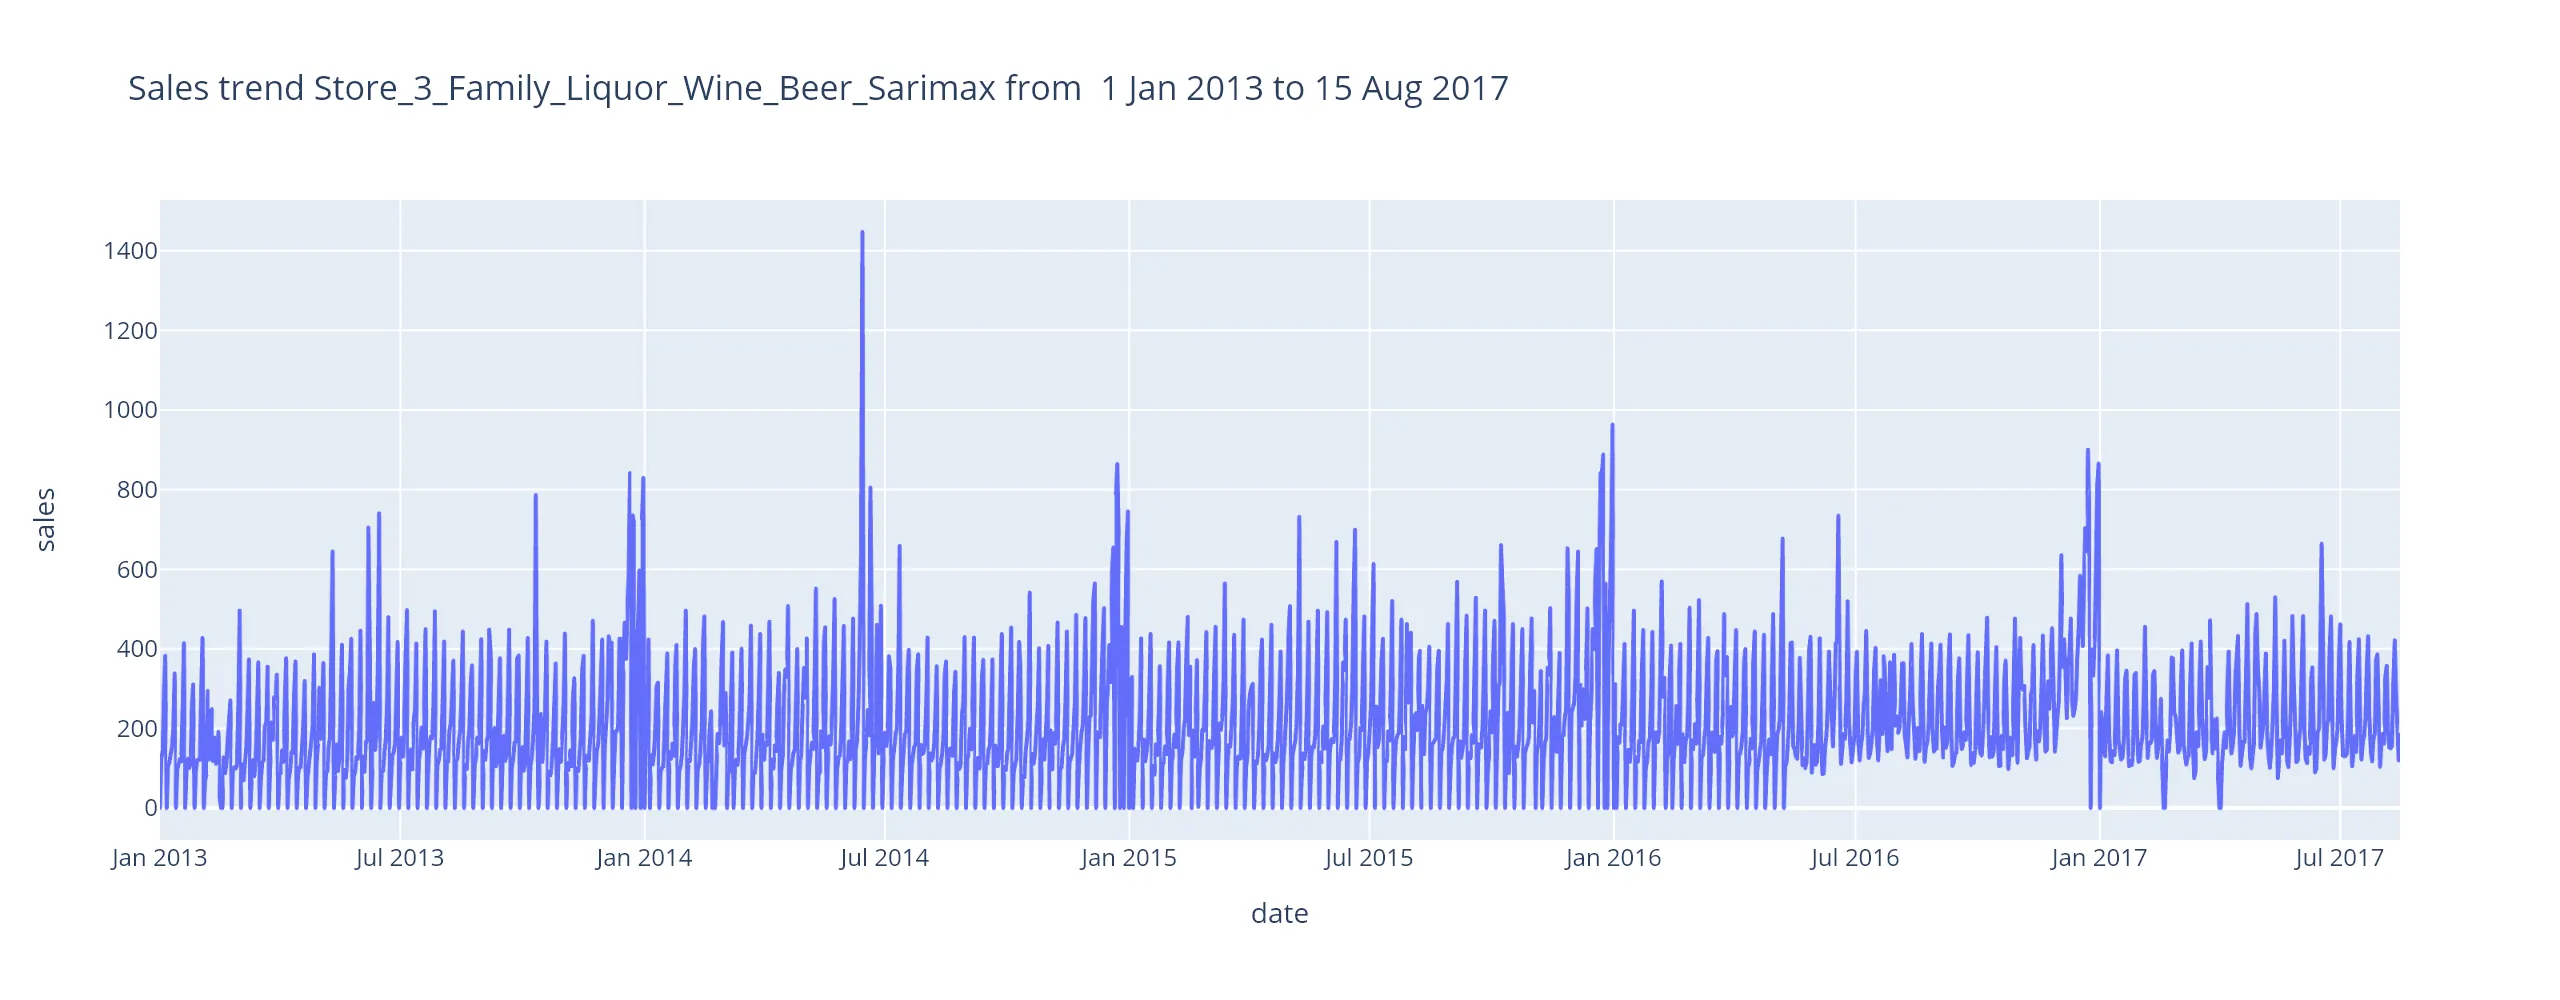 Sales trend Store_3_Family_Liquor_Wine_Beer_Sarimax from  1 Jan 2013 to 15 Aug 2017
1400
1200
1000
800
600
400
200
0
sales
Jan 2013 Jul 2013 Jan 2014 Jul 2014 Jan 2015 Jul 2015 Jan 2016 Jul 2016 Jan 2017 Jul 2017
date